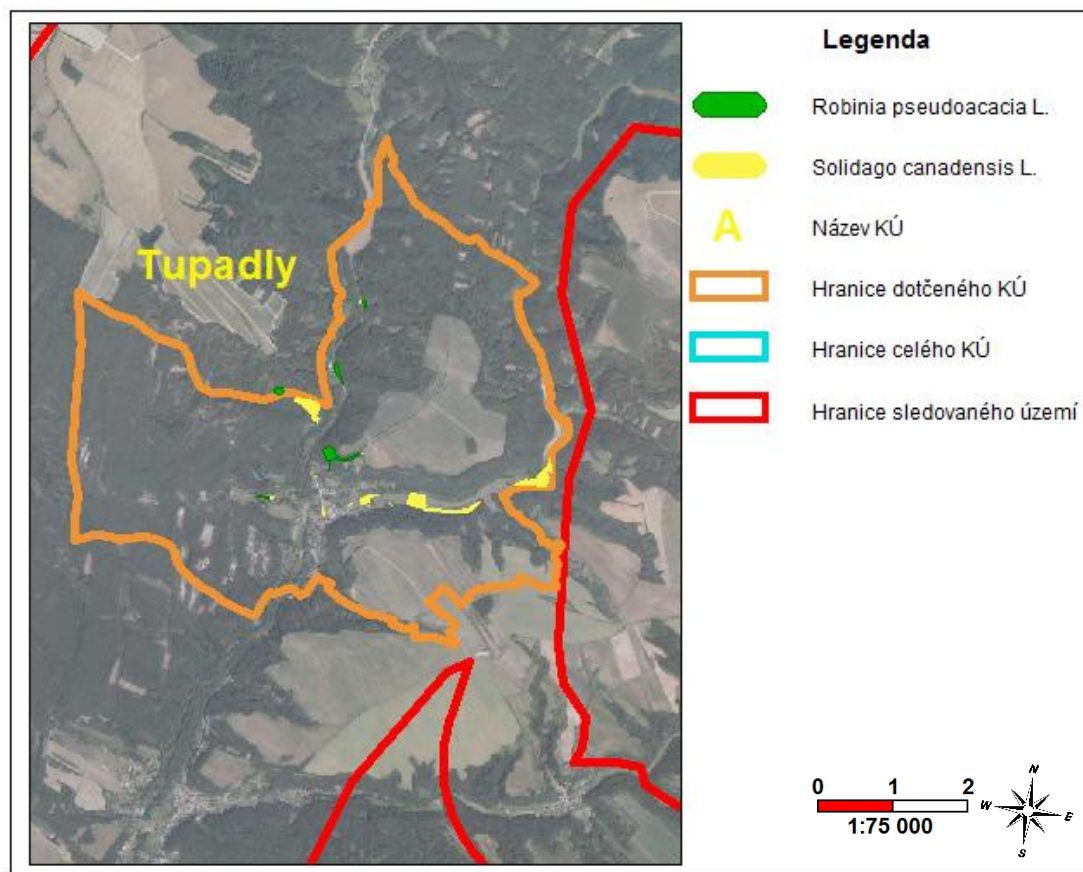 Legenda
Robinia pseudoacacia L.
Solidago canadensis L.
A Název KÚ
Hranice dotčeného KÚ
Hranice celého KÚ
Hranice sledovaného území
Tupadly
0 1 2
1:75 000
N
W E
S